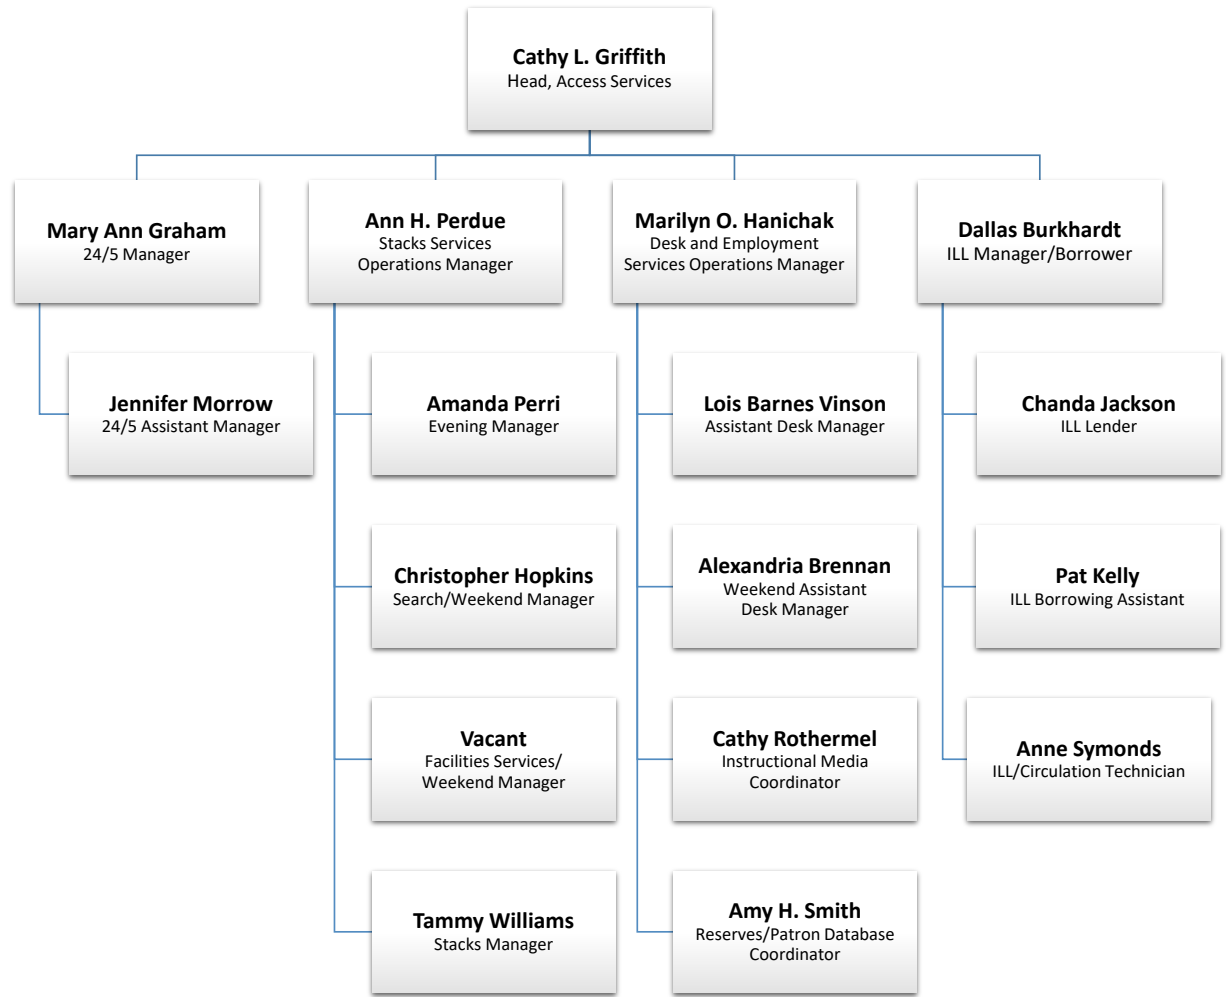 Cathy L. Griffith
Head, Access Services
Mary Ann Graham
24/5 Manager
Ann H. Perdue
Stacks Services
Operations Manager
Marilyn O. Hanichak
Desk and Employment
Services Operations Manager
Dallas Burkhardt
ILL Manager/Borrower
Jennifer Morrow
24/5 Assistant Manager
Amanda Perri
Evening Manager
Lois Barnes Vinson
Assistant Desk Manager
Chanda Jackson
ILL Lender
Christopher Hopkins
Search/Weekend Manager
Alexandria Brennan
Weekend Assistant
Desk Manager
Pat Kelly
ILL Borrowing Assistant
Vacant
Facilities Services/
Weekend Manager
Cathy Rothermel
Instructional Media
Coordinator
Anne Symonds
ILL/Circulation Technician
Tammy Williams
Stacks Manager
Amy H. Smith
Reserves/Patron Database
Coordinator